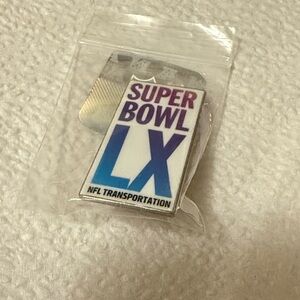 SUPER
BOWL
LX
NFL TRANSPORTATION